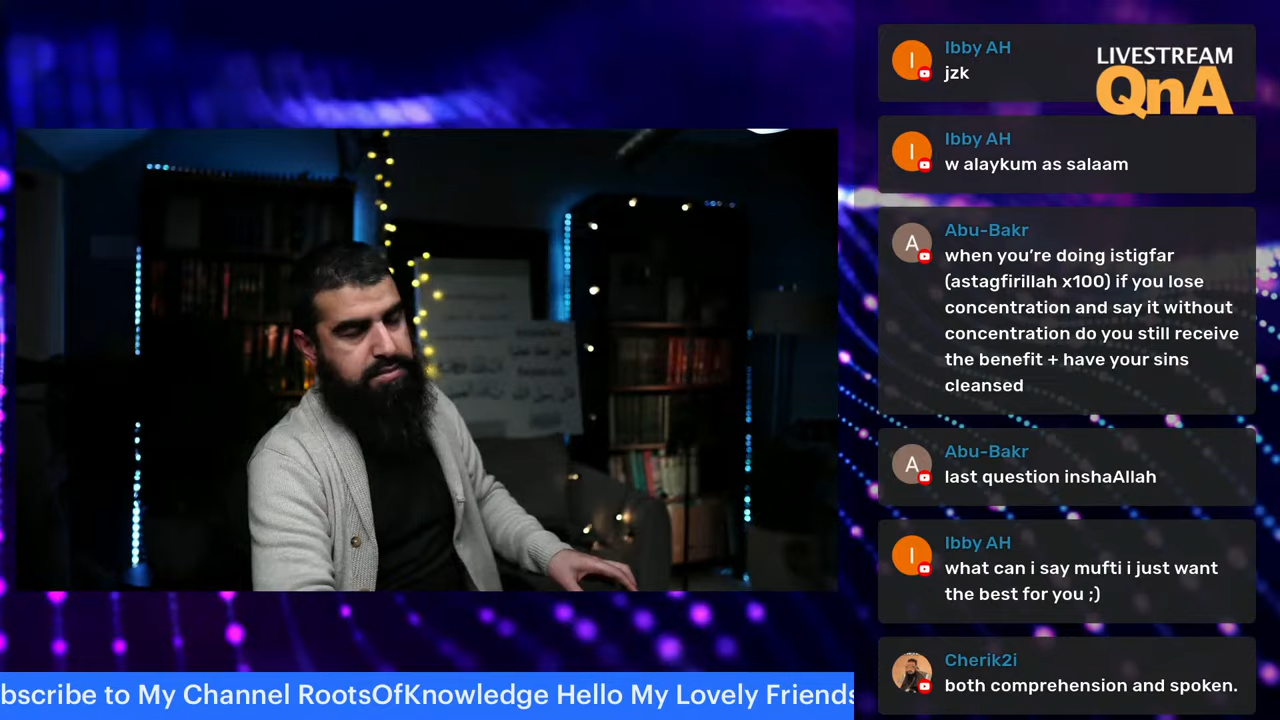 Ibby AH
jzk
LIVESTREAM
QnA
Ibby AH
w alaykum as salaam
Abu-Bakr
when you’re doing istigfar
(astagfirillah x100) if you lose
concentration and say it without
concentration do you still receive
the benefit + have your sins
cleansed
Abu-Bakr
last question inshaAllah
Ibby AH
what can i say mufti i just want
the best for you ;)
Cherik2i
both comprehension and spoken.
bscribe to My Channel RootsOfKnowledge Hello My Lovely Friends